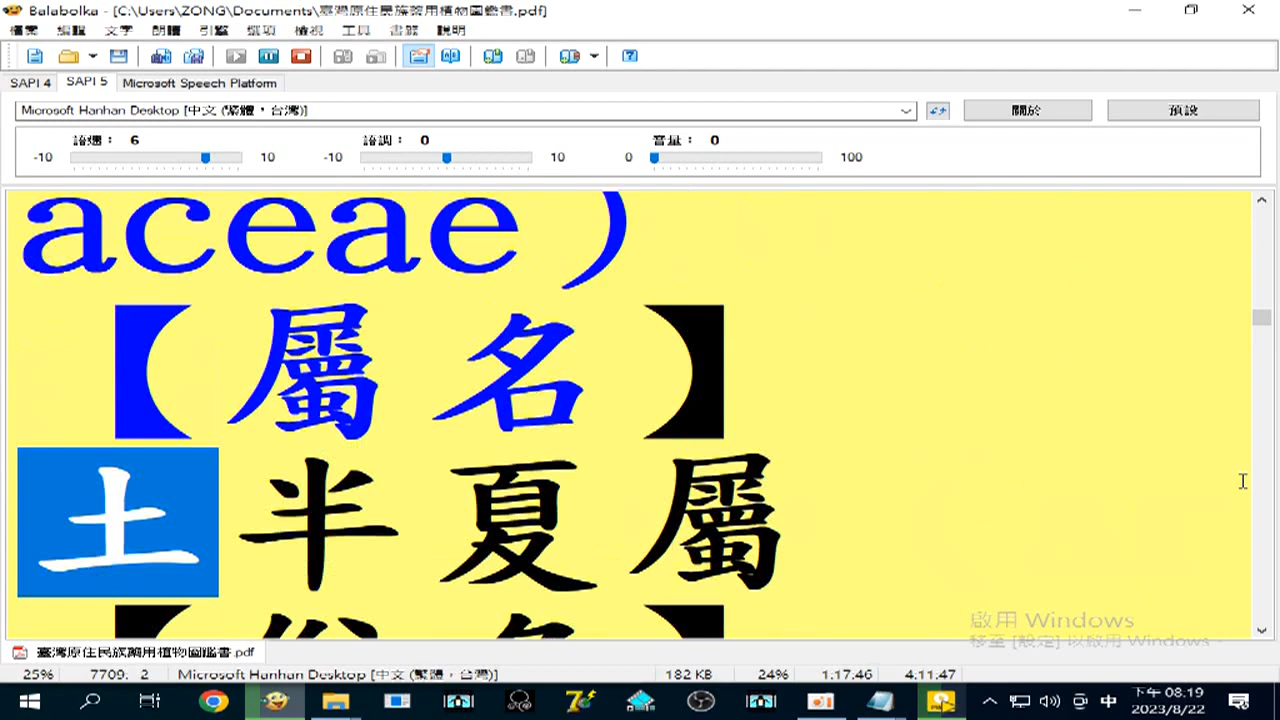 Balabolka - [C:\Users\ZONG\Documents\臺灣原住民族藥用植物圖鑑書.pdf]
檔案 編輯 文字 朗讀 引擎 選項 檢視 工具 書籤 說明
SAPI 4 SAPI 5 Microsoft Speech Platform
Microsoft Hanhan Desktop [中文 (繁體，台灣)] 關於 預設
語速： 6 語調： 0 音量： 0
-10 10 -10 10 0 100
aceae）
【屬名】
土半夏屬
【俗名】
啟用 Windows
移至 [設定] 以啟用 Windows。
臺灣原住民族藥用植物圖鑑書.pdf
25% 7709: 2 Microsoft Hanhan Desktop [中文 (繁體，台灣)] 182 KB 24% 1:17:46 4:11:47
中 下午 08:19
2023/8/22